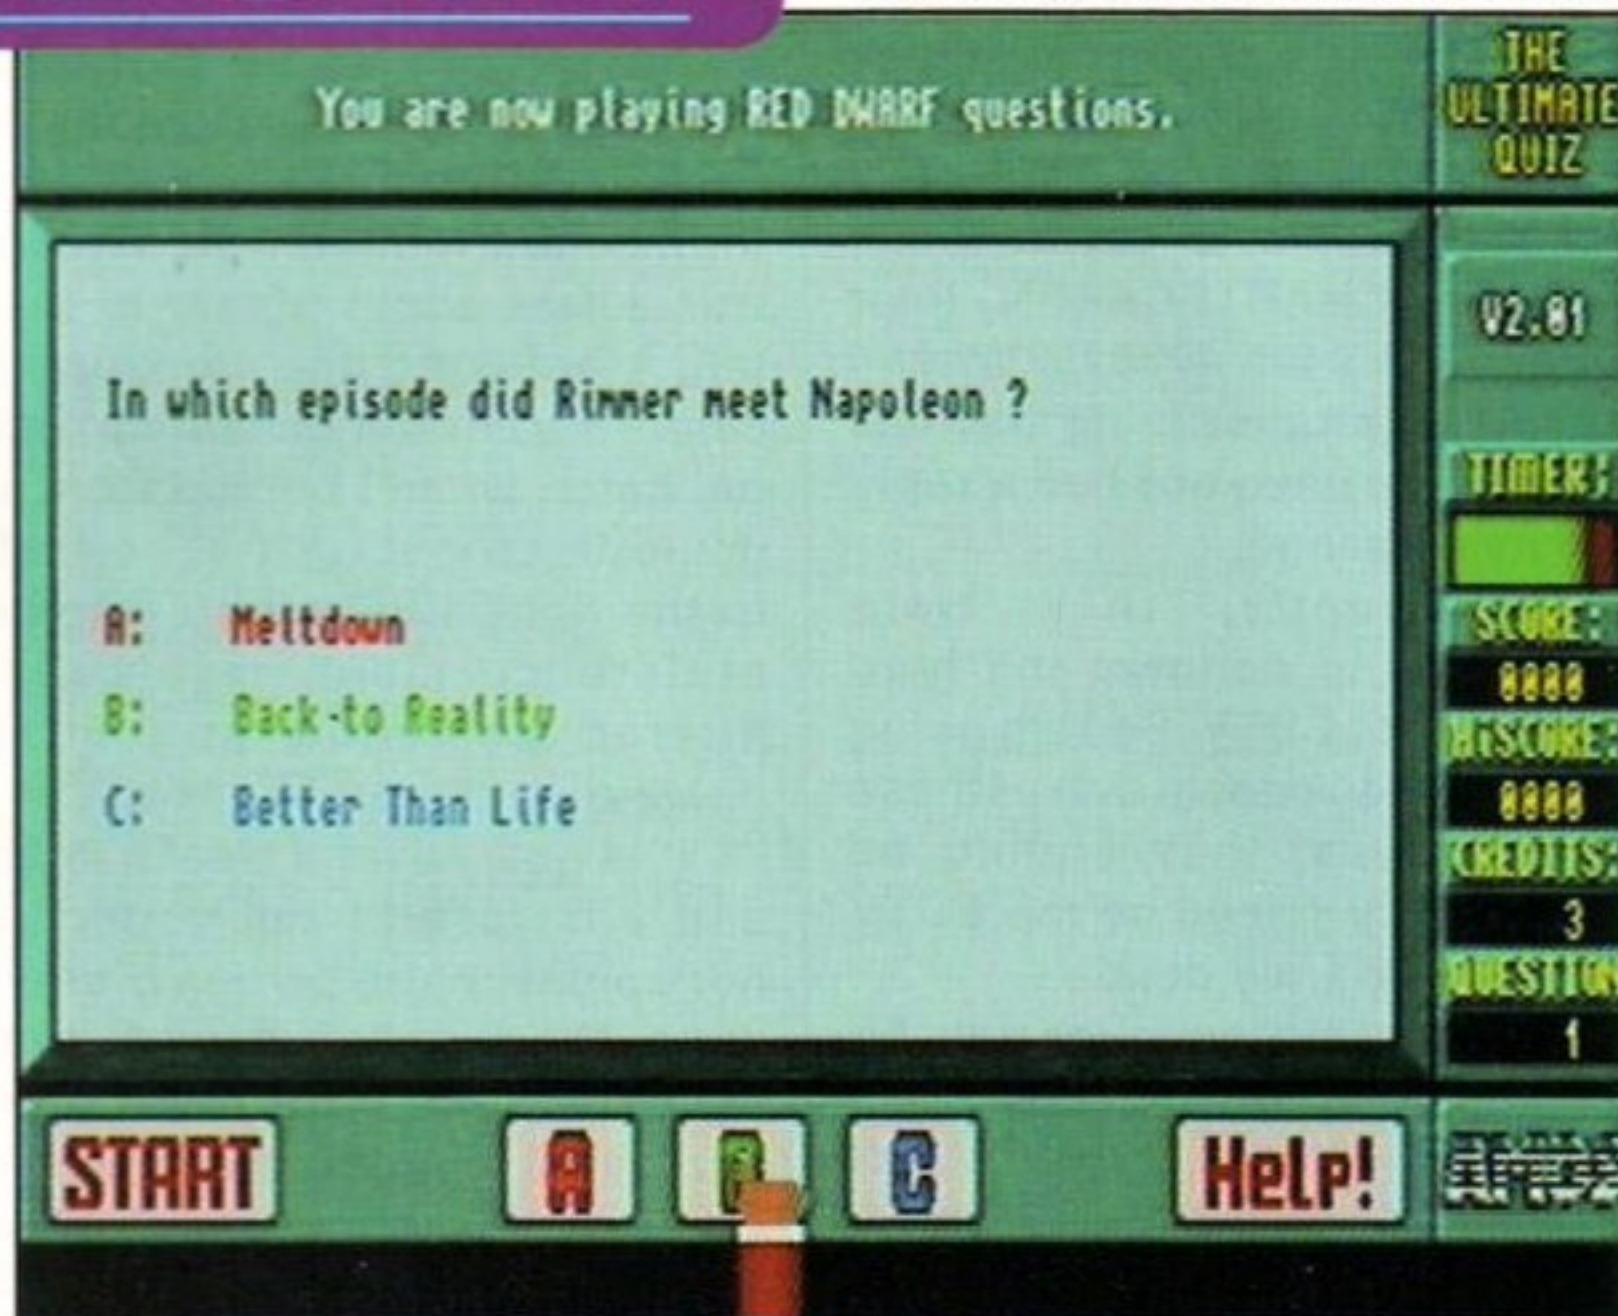 You are now playing RED DWARF questions.
THE
ULTIMATE
QUIZ
V2.01
In which episode did Rimmer meet Napoleon ?
A: Meltdown
B: Back-to Reality
C: Better Than Life
TIMER:
SCORE:
0000
HiSCORE:
0000
CREDITS:
3
QUESTION
1
START
A
B
C
Help!